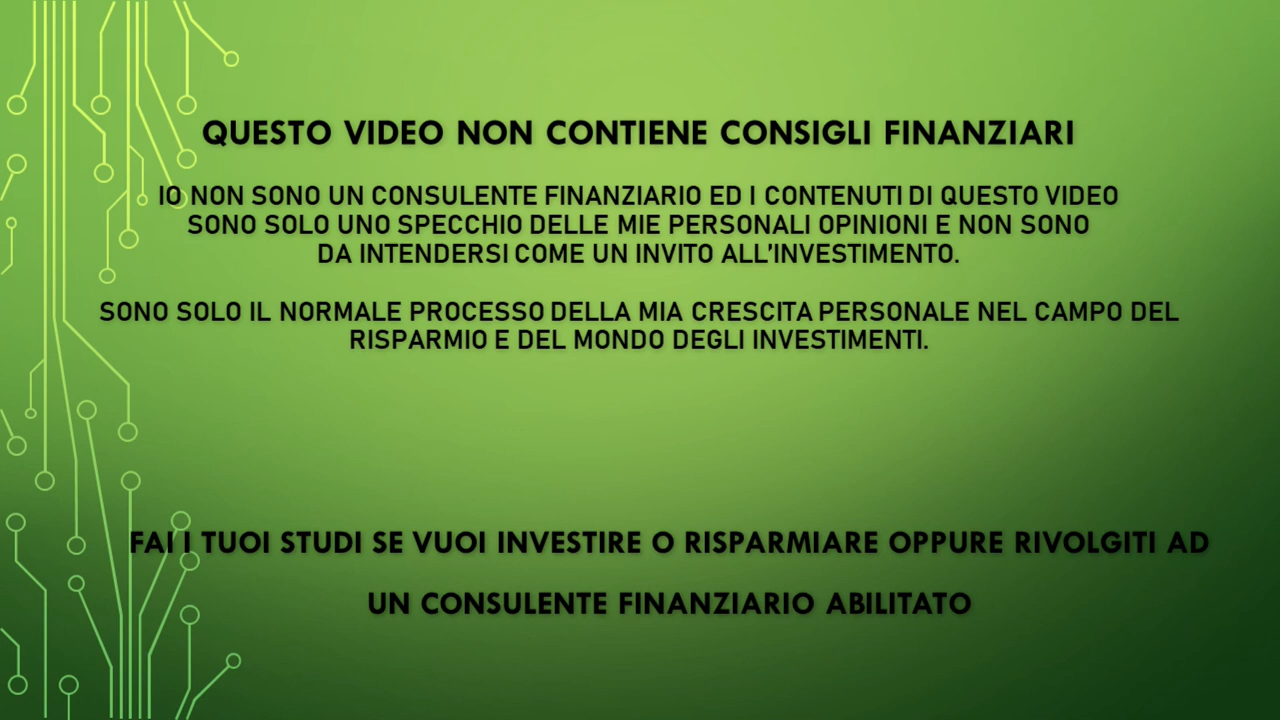 QUESTO VIDEO NON CONTIENE CONSIGLI FINANZIARI
IO NON SONO UN CONSULENTE FINANZIARIO ED I CONTENUTI DI QUESTO VIDEO
SONO SOLO UNO SPECCHIO DELLE MIE PERSONALI OPINIONI E NON SONO
DA INTENDERSI COME UN INVITO ALL'INVESTIMENTO.
SONO SOLO IL NORMALE PROCESSO DELLA MIA CRESCITA PERSONALE NEL CAMPO DEL
RISPARMIO E DEL MONDO DEGLI INVESTIMENTI.
FAI I TUOI STUDI SE VUOI INVESTIRE O RISPARMIARE OPPURE RIVOLGITI AD
UN CONSULENTE FINANZIARIO ABILITATO